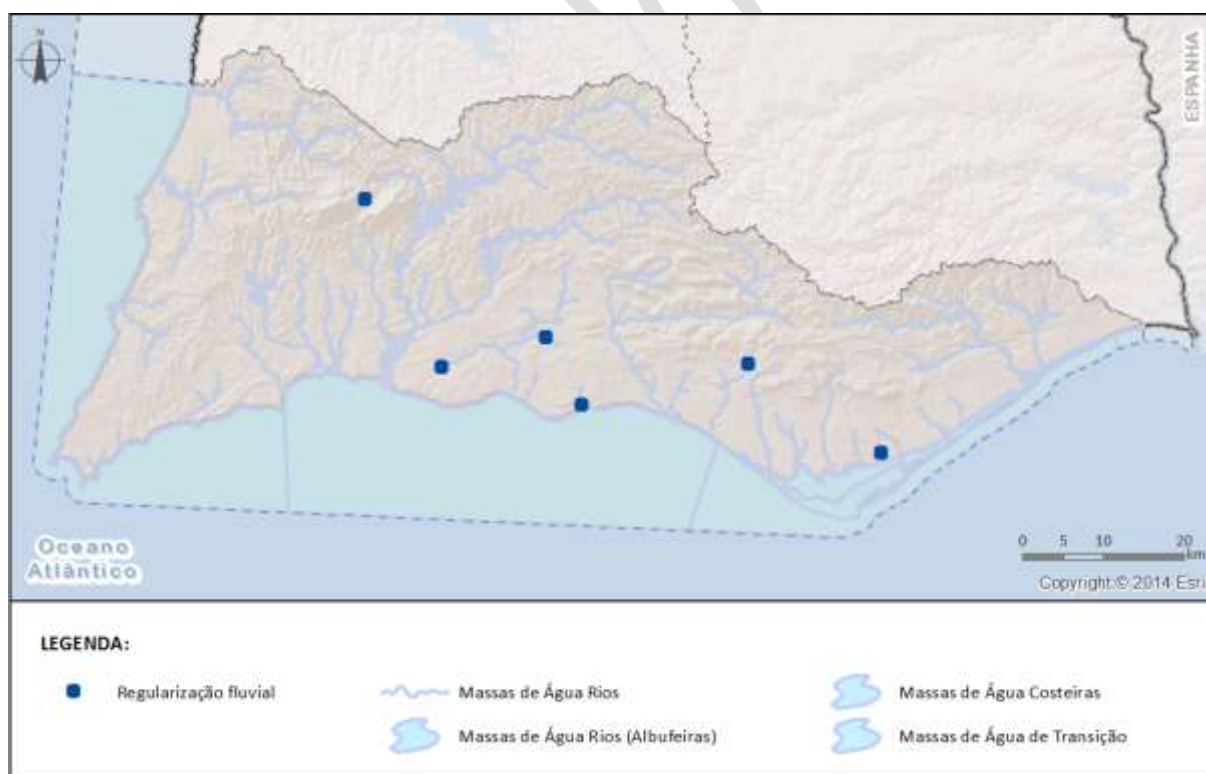 N
ESPANHA
Oceano
Atlântico
0 5 10 20
km
Copyright:© 2014 Esri
LEGENDA:
Regularização fluvial
Massas de Água Rios
Massas de Água Costeiras
Massas de Água Rios (Albufeiras)
Massas de Água de Transição